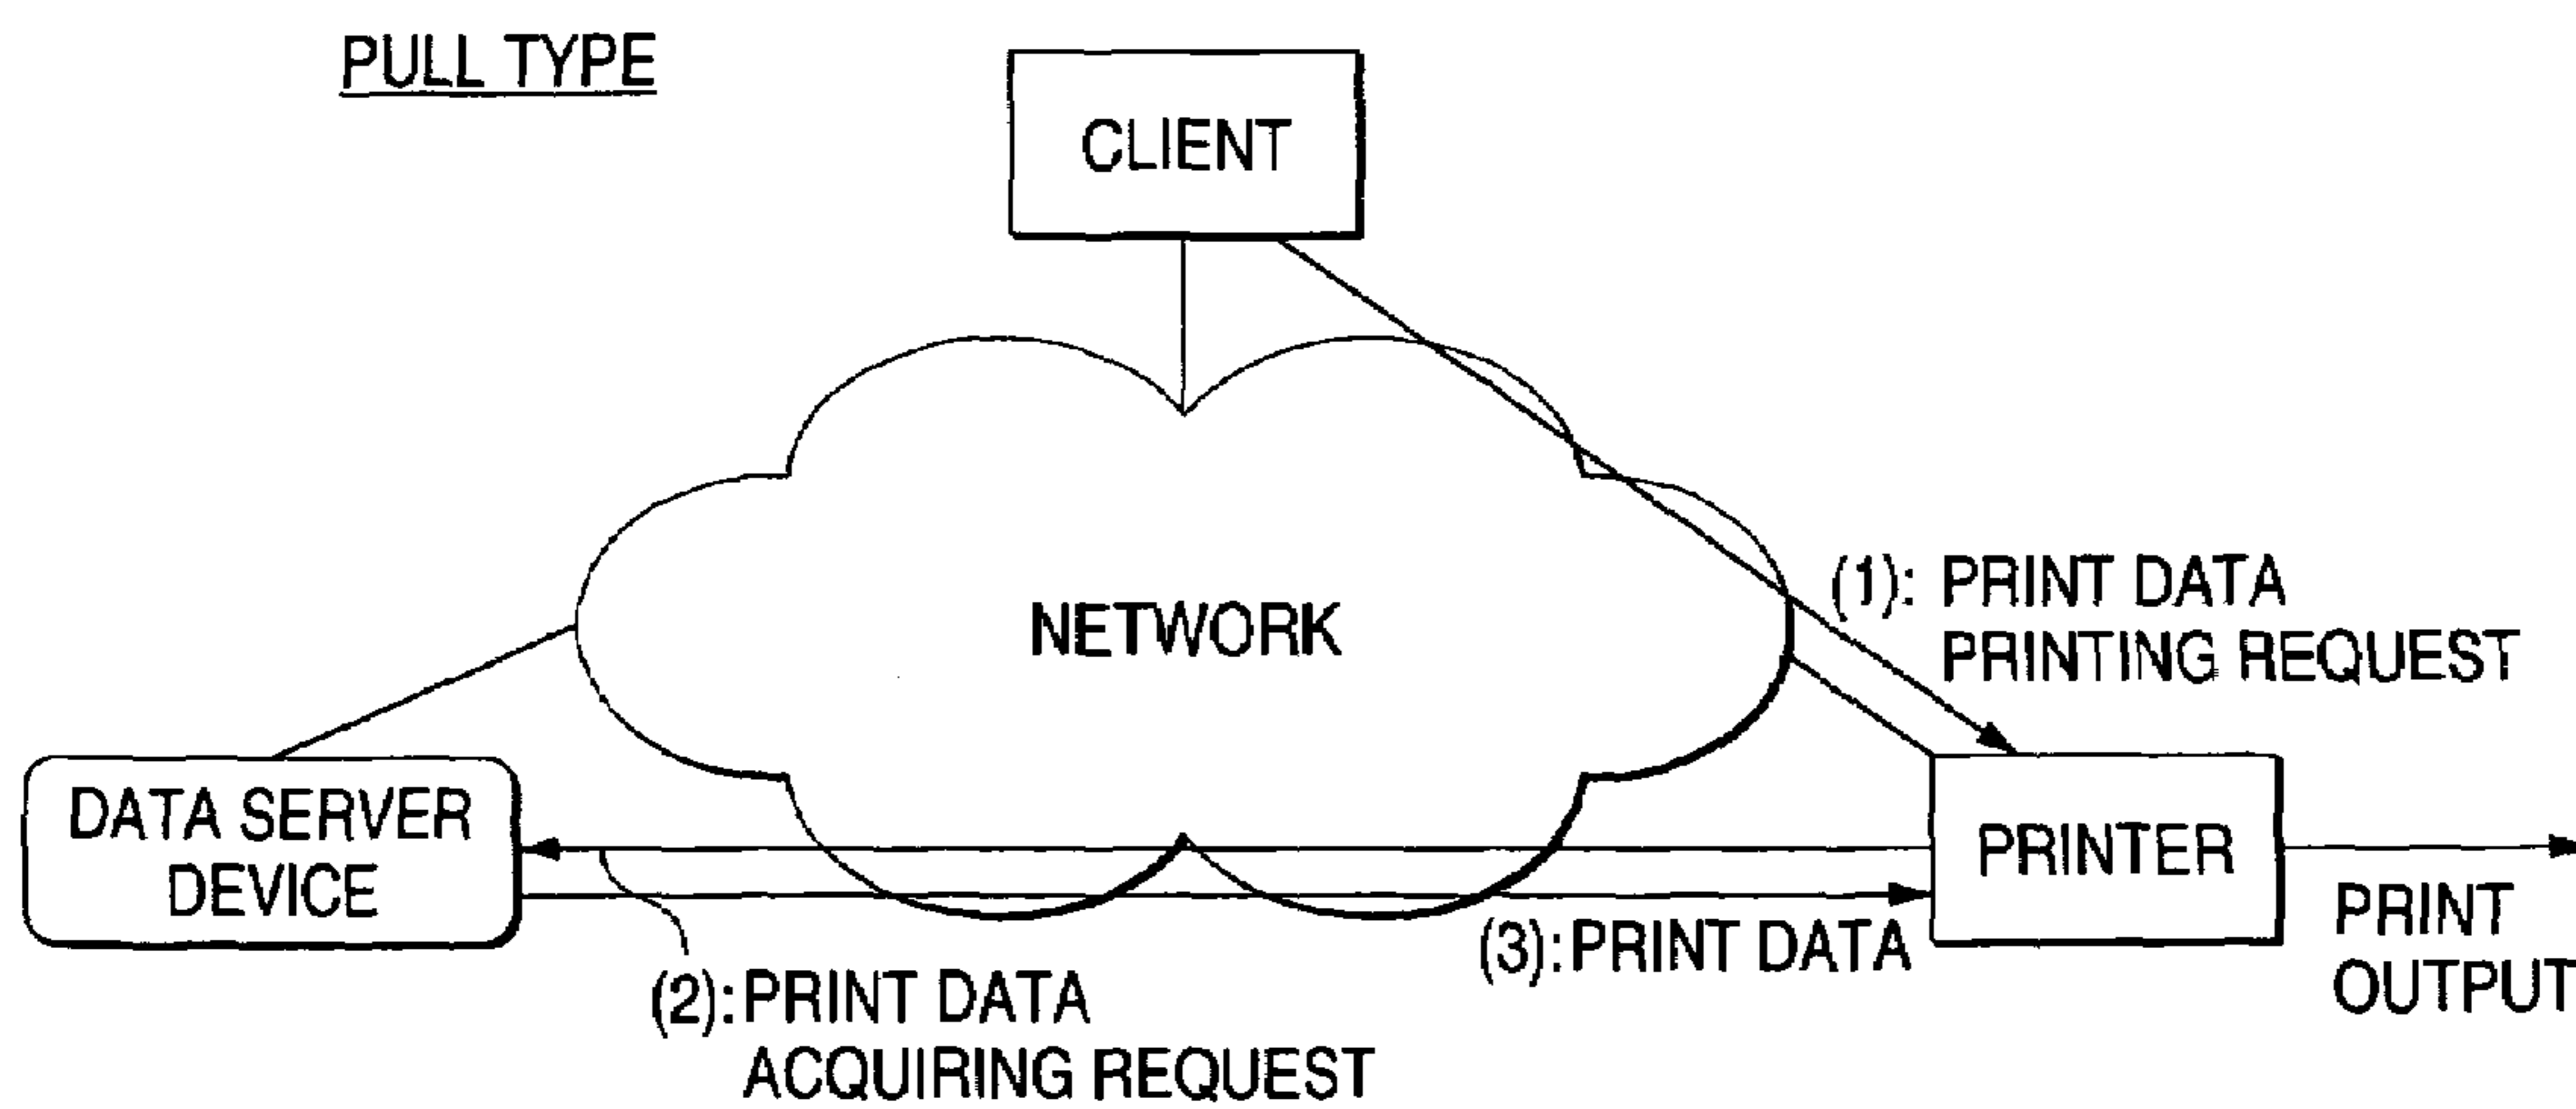 PULL TYPE
CLIENT
NETWORK
(1): PRINT DATA
PRINTING REQUEST
DATA SERVER
DEVICE
PRINTER
PRINT
OUTPUT
(3): PRINT DATA
(2): PRINT DATA
ACQUIRING REQUEST